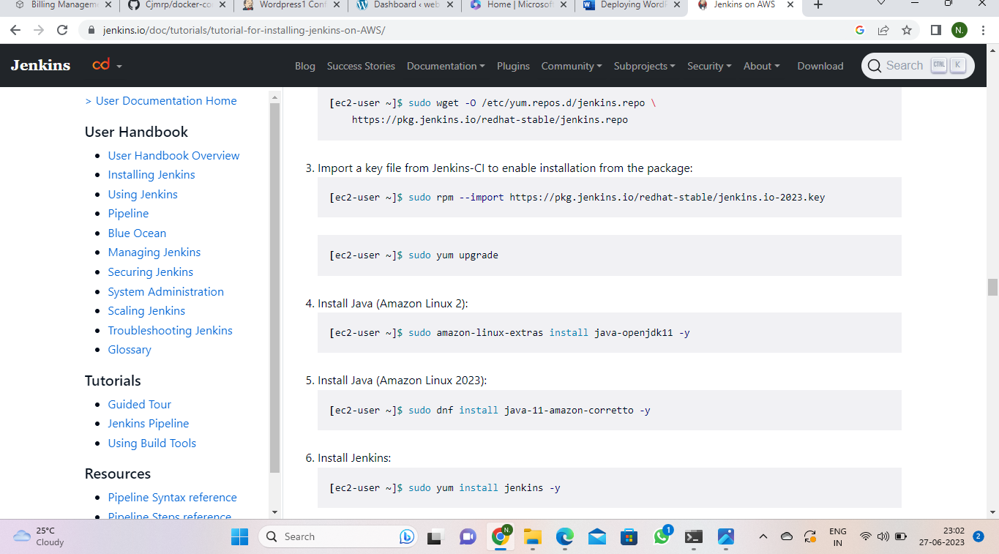 Billing Manageme
Cjmrp/docker-co
Wordpress1 Conf
Dashboard ‹ web
Home | Microsof
Deploying WordP
Jenkins on AWS
jenkins.io/doc/tutorials/tutorial-for-installing-jenkins-on-AWS/
N.
Jenkins
cd
Blog
Success Stories
Documentation
Plugins
Community
Subprojects
Security
About
Download
Search
CTRL
K
> User Documentation Home
User Handbook
User Handbook Overview
Installing Jenkins
Using Jenkins
Pipeline
Blue Ocean
Managing Jenkins
Securing Jenkins
System Administration
Scaling Jenkins
Troubleshooting Jenkins
Glossary
Tutorials
Guided Tour
Jenkins Pipeline
Using Build Tools
Resources
Pipeline Syntax reference
Pipeline Steps reference
[ec2-user ~]$ sudo wget -O /etc/yum.repos.d/jenkins.repo \
https://pkg.jenkins.io/redhat-stable/jenkins.repo
3. Import a key file from Jenkins-CI to enable installation from the package:
[ec2-user ~]$ sudo rpm --import https://pkg.jenkins.io/redhat-stable/jenkins.io-2023.key
[ec2-user ~]$ sudo yum upgrade
4. Install Java (Amazon Linux 2):
[ec2-user ~]$ sudo amazon-linux-extras install java-openjdk11 -y
5. Install Java (Amazon Linux 2023):
[ec2-user ~]$ sudo dnf install java-11-amazon-corretto -y
6. Install Jenkins:
[ec2-user ~]$ sudo yum install jenkins -y
25°C
Cloudy
Search
N.
1
ENG
IN
23:02
27-06-2023
2